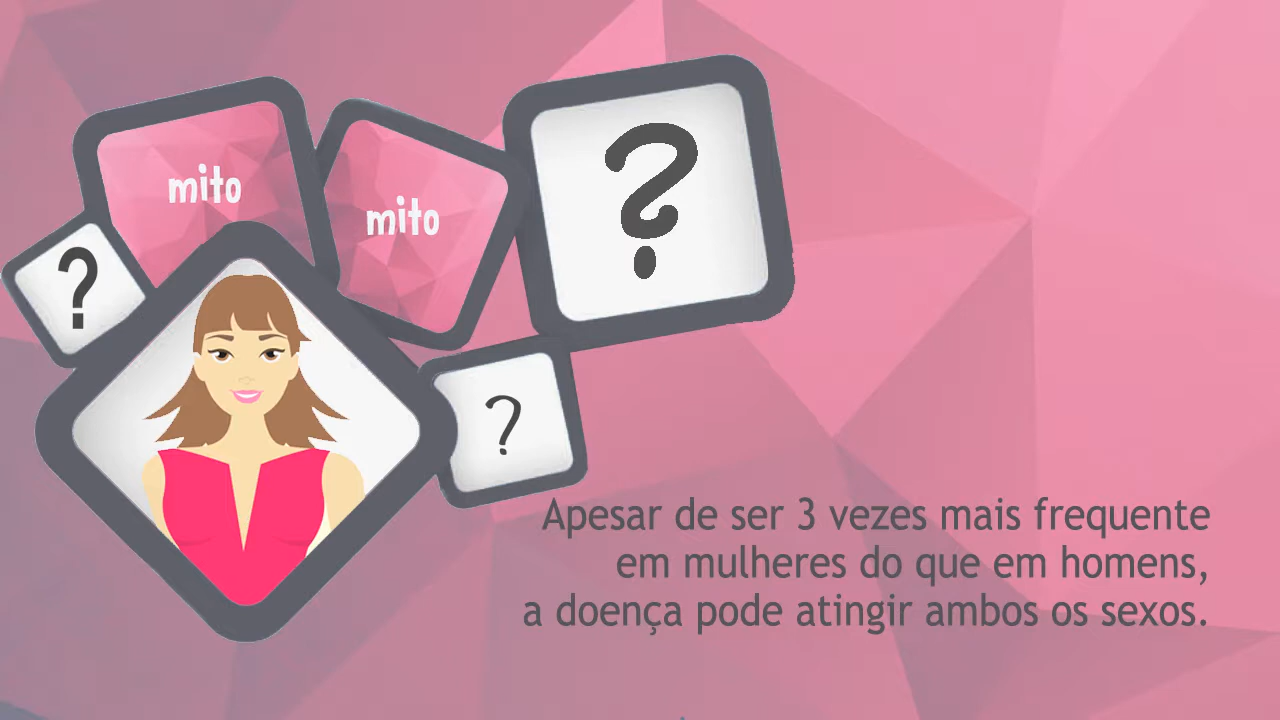 mito
mito
?
?
?
Apesar de ser 3 vezes mais frequente
em mulheres do que em homens,
a doença pode atingir ambos os sexos.